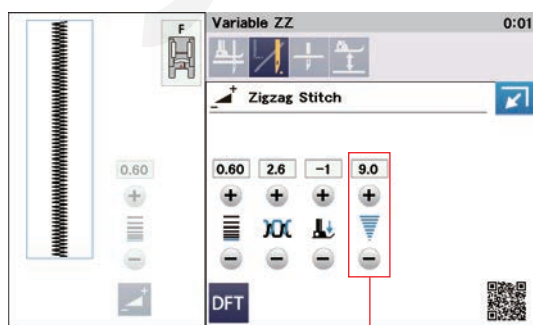 F
0.60
Variable ZZ 0:01
Zigzag Stitch
0.60 2.6 -1 9.0
DFT